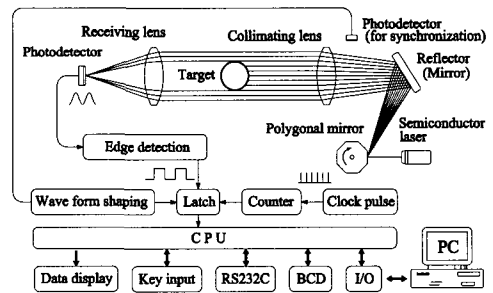 Receiving lens
Collimating lens
Photodetector
(for synchronization)
Photodetector
Target
Reflector
(Mirror)
Polygonal mirror
Semiconductor
laser
Edge detection
Wave form shaping
Latch
Counter
Clock pulse
CPU
PC
Data display
Key input
RS232C
BCD
I/O